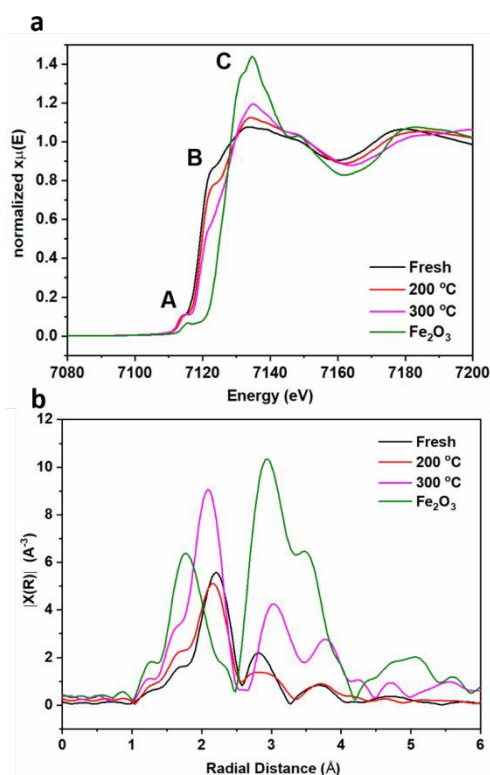 a
C
B
A
normalized xμ(E)
1.4
1.2
1.0
0.8
0.6
0.4
0.2
0.0
Fresh
200 °C
300 °C
Fe₂O₃
7080 7100 7120 7140 7160 7180 7200
Energy (eV)
b
|X(R)| (A⁻³)
12
10
8
6
4
2
0
Fresh
200 °C
300 °C
Fe₂O₃
0 1 2 3 4 5 6
Radial Distance (Å)